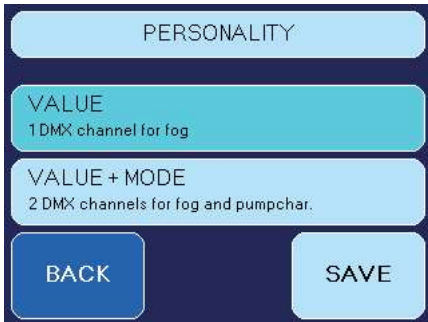 PERSONALITY
VALUE
1 DMX channel for fog
VALUE + MODE
2 DMX channels for fog and pumpchar.
BACK
SAVE